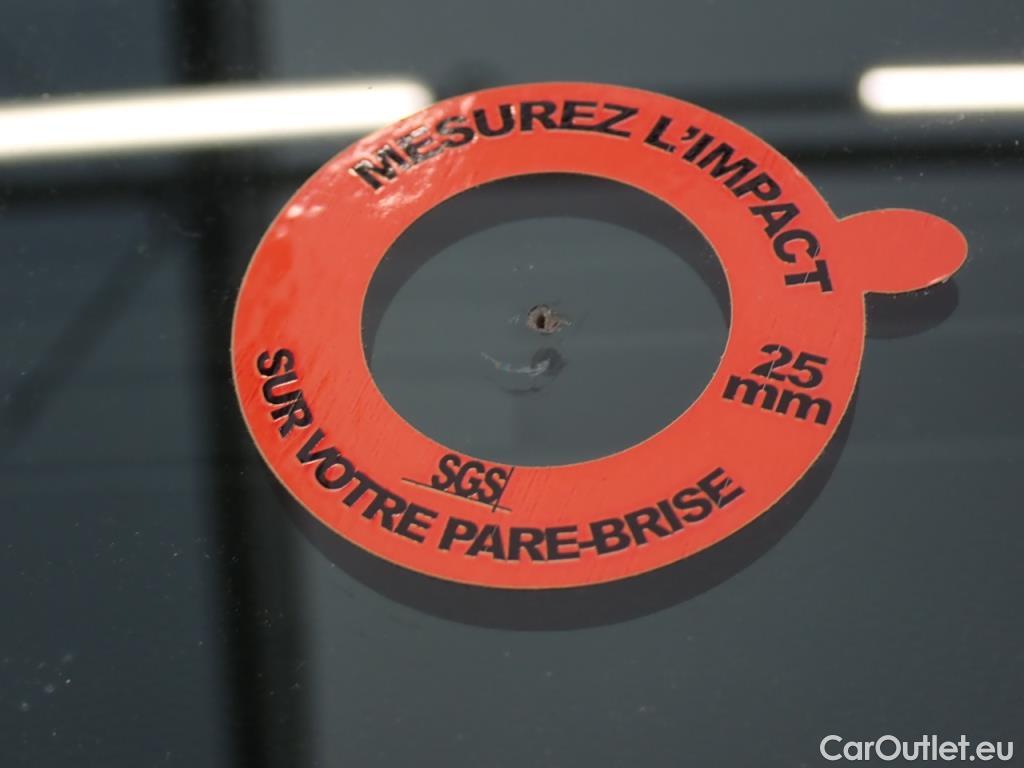 MESUREZ L'IMPACT
25
mm
SGS
SUR VOTRE PARE-BRISE
CarOutlet.eu